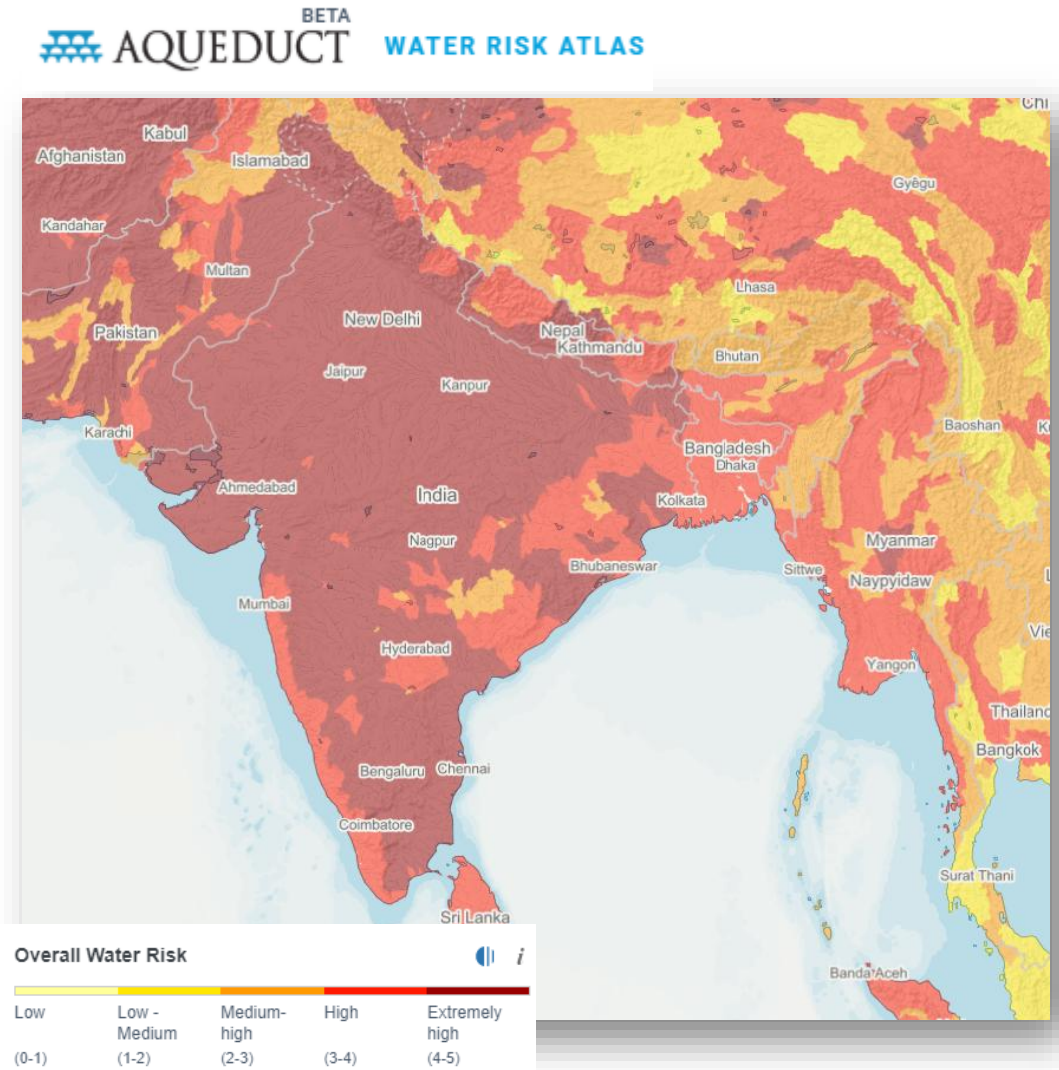 BETA
AQUEDUCT WATER RISK ATLAS
Chi
Kabul
Afghanistan
Islamabad
Gyêgu
Kandahar
Multan
Lhasa
New Delhi
Pakistan
Nepal
Kathmandu
Bhutan
Jaipur
Kanpur
Baoshan
Karachi
Bangladesh
Dhaka
Ahmedabad
India
Kolkata
Nagpur
Myanmar
Bhubaneswar
Sittwe
Naypyidaw
Mumbai
Vie
Hyderabad
Yangon
Thailand
Bangkok
Bengaluru Chennai
Coimbatore
Surat Thani
Sri Lanka
Banda Aceh
Overall Water Risk i
Low Low - Medium- High Extremely
Medium high high
(0-1) (1-2) (2-3) (3-4) (4-5)